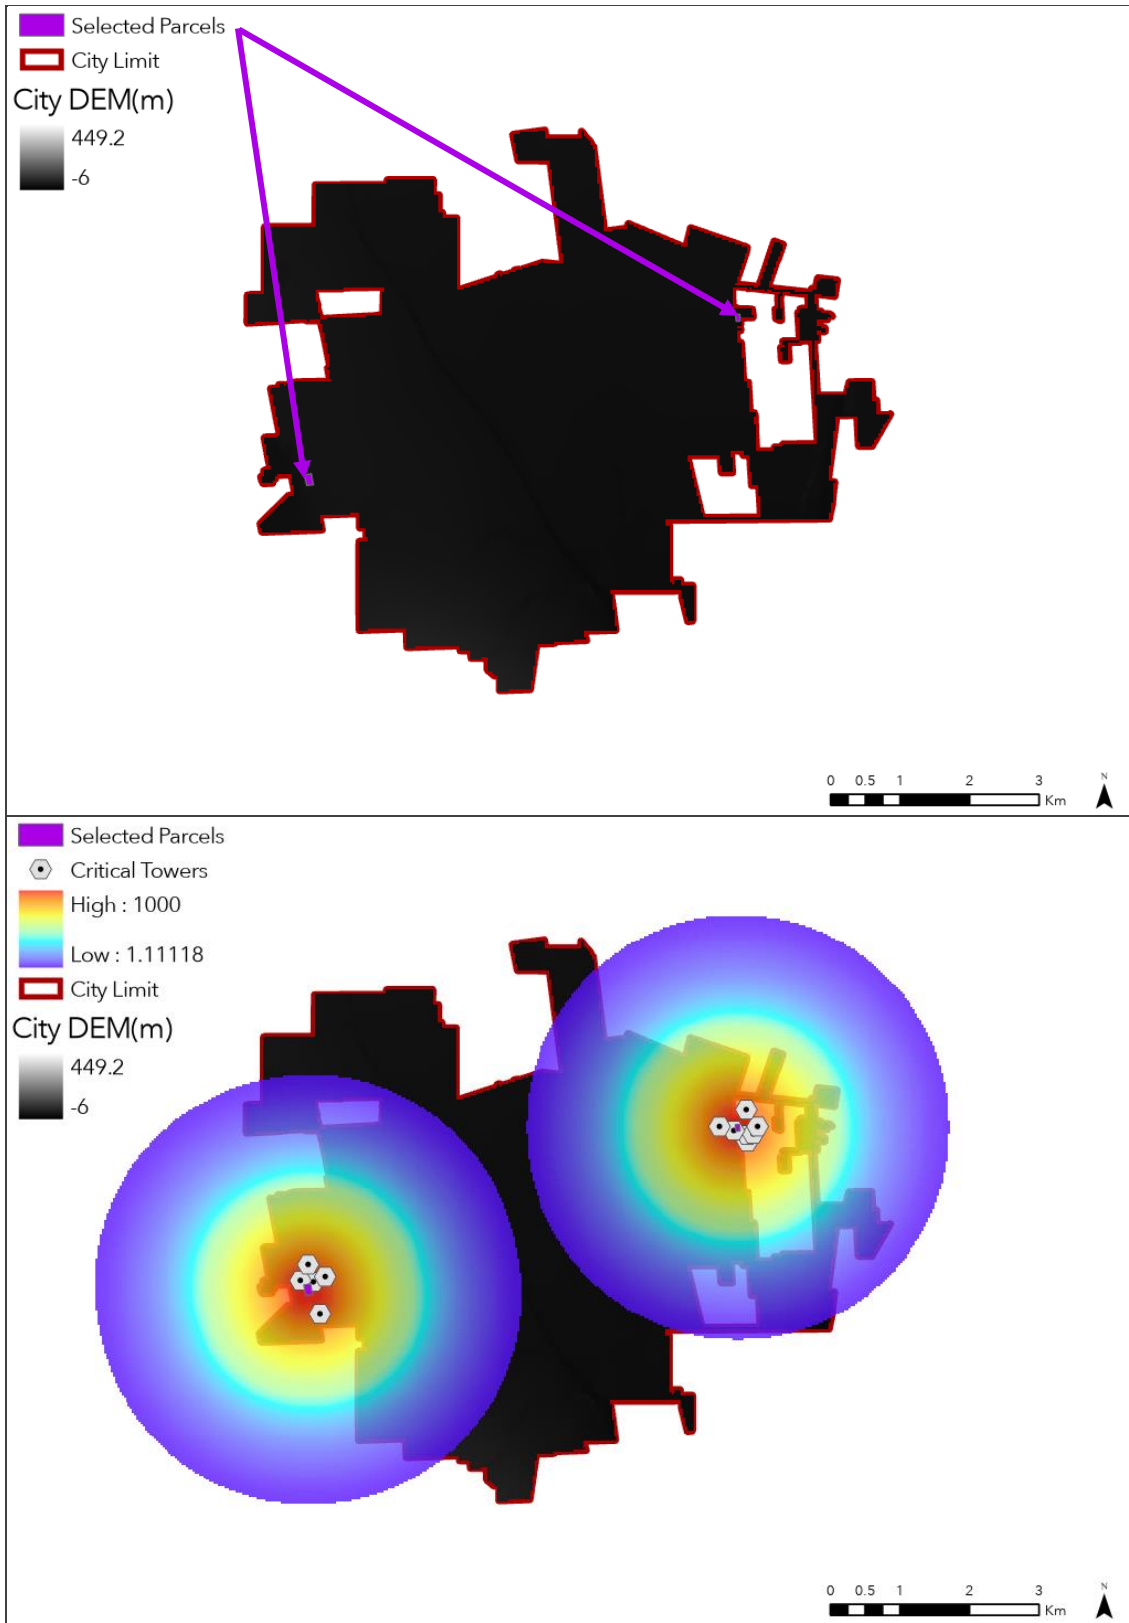 Selected Parcels
City Limit
City DEM(m)
449.2
-6
0 0.5 1 2 3
Km
N
Selected Parcels
Critical Towers
High : 1000
Low : 1.11118
City Limit
City DEM(m)
449.2
-6
0 0.5 1 2 3
Km
N